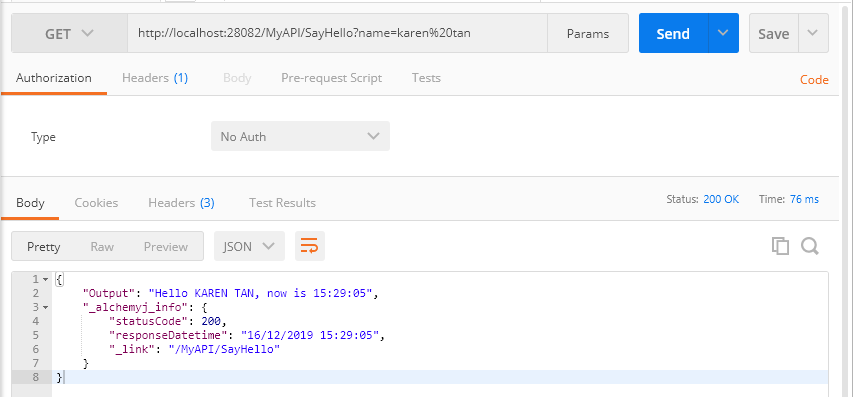 GET http://localhost:28082/MyAPI/SayHello?name=karen%20tan Params Send Save
Authorization Headers (1) Body Pre-request Script Tests Code
Type No Auth
Body Cookies Headers (3) Test Results Status: 200 OK Time: 76 ms
Pretty Raw Preview JSON
1 {
2 "Output": "Hello KAREN TAN, now is 15:29:05",
3 "_alchemyj_info": {
4 "statusCode": 200,
5 "responseDatetime": "16/12/2019 15:29:05",
6 "_link": "/MyAPI/SayHello"
7 }
8 }